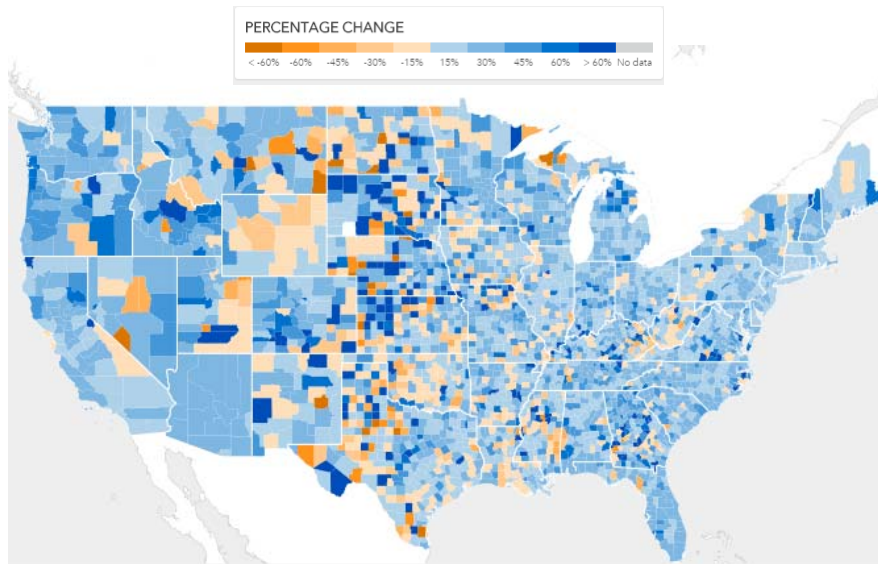 PERCENTAGE CHANGE
< -60% -60% -45% -30% -15% 15% 30% 45% 60% > 60% No data